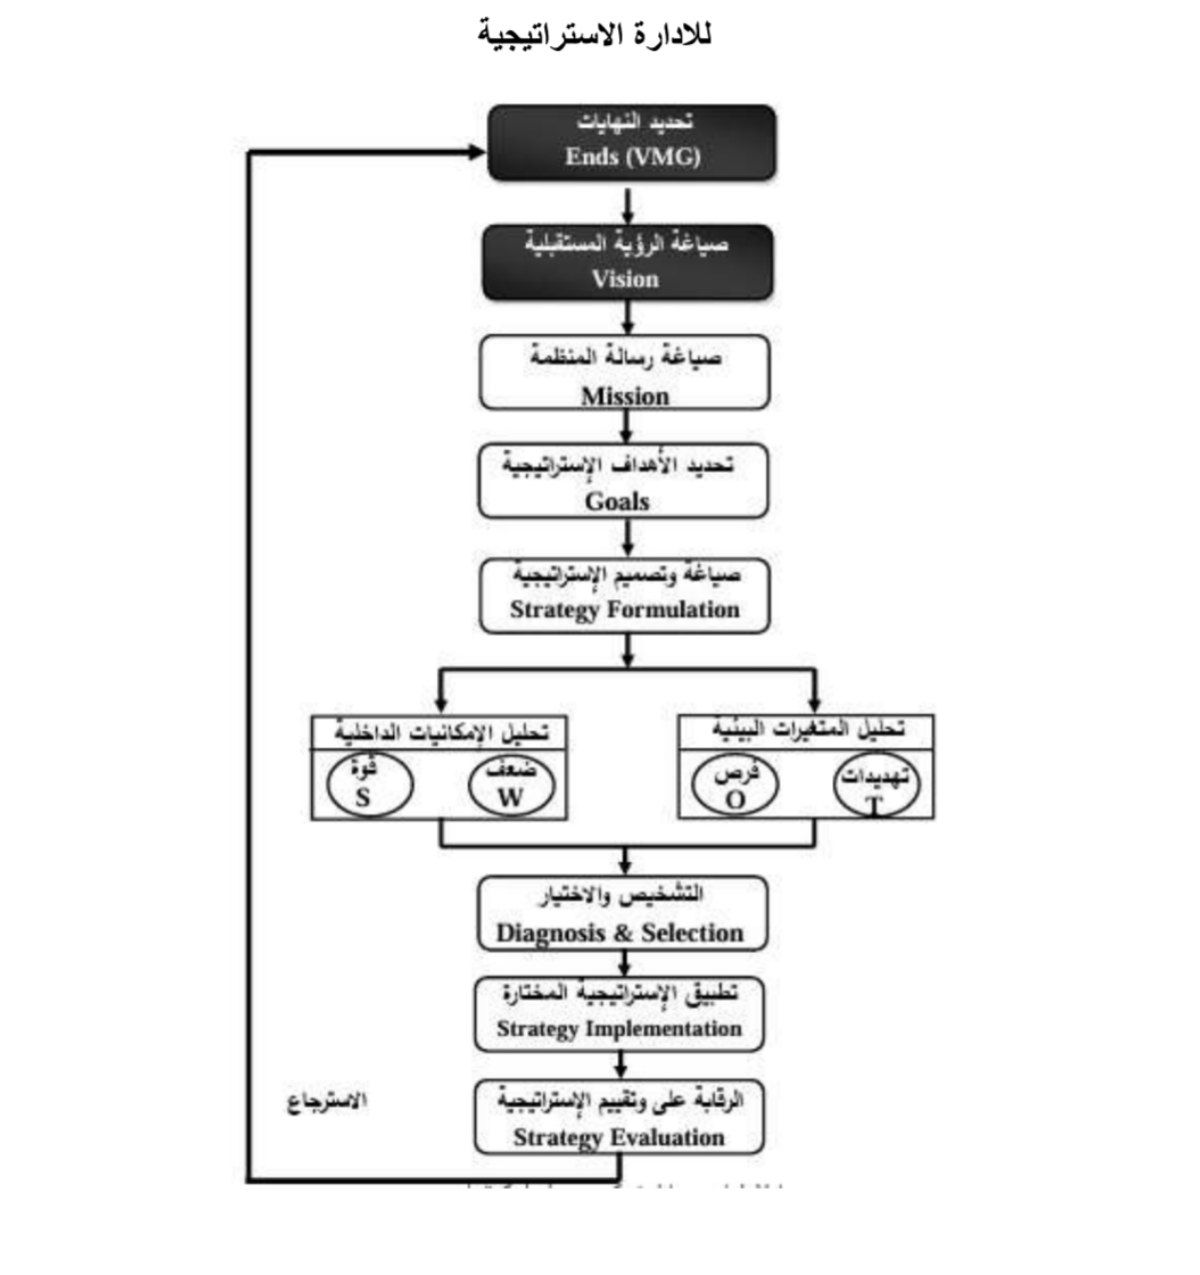 للادارة الاستراتيجية
تحديد النهايات
Ends (VMG)
صياغة الرؤية المستقبلية
Vision
صياغة رسالة المنظمة
Mission
تحديد الأهداف الإستراتيجية
Goals
صياغة وتصميم الإستراتيجية
Strategy Formulation
تحليل المتغيرات البيئية
تهديدات
T
فرص
O
تحليل الإمكانيات الداخلية
ضعف
W
قوة
S
التشخيص والاختيار
Diagnosis & Selection
تطبيق الإستراتيجية المختارة
Strategy Implementation
الرقابة على وتقييم الإستراتيجية
Strategy Evaluation
الاسترجاع